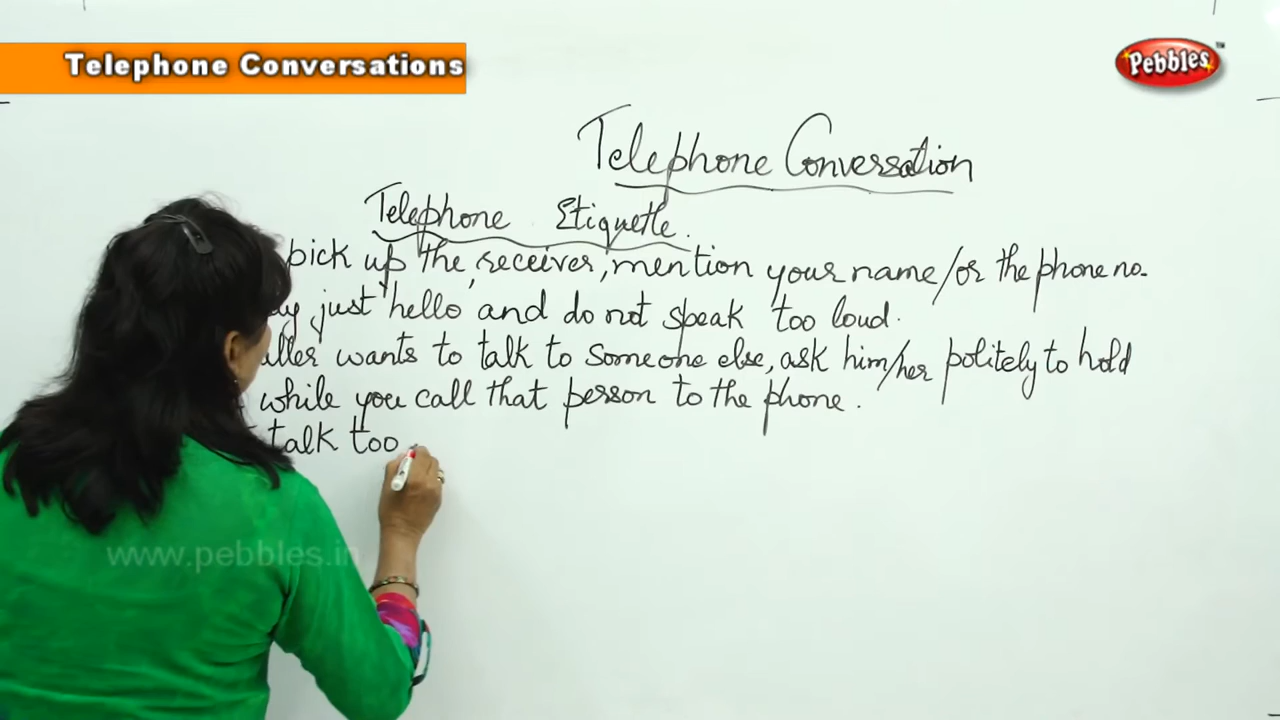 Telephone Conversations
Pebbles™
Telephone Conversation
Telephone Etiquette.
pick up the receiver, mention your name/or the phone no.
just hello and do not speak too loud.
wants to talk to someone else, ask him/her politely to hold
while you call that person to the phone.
talk too
www.pebbles.in